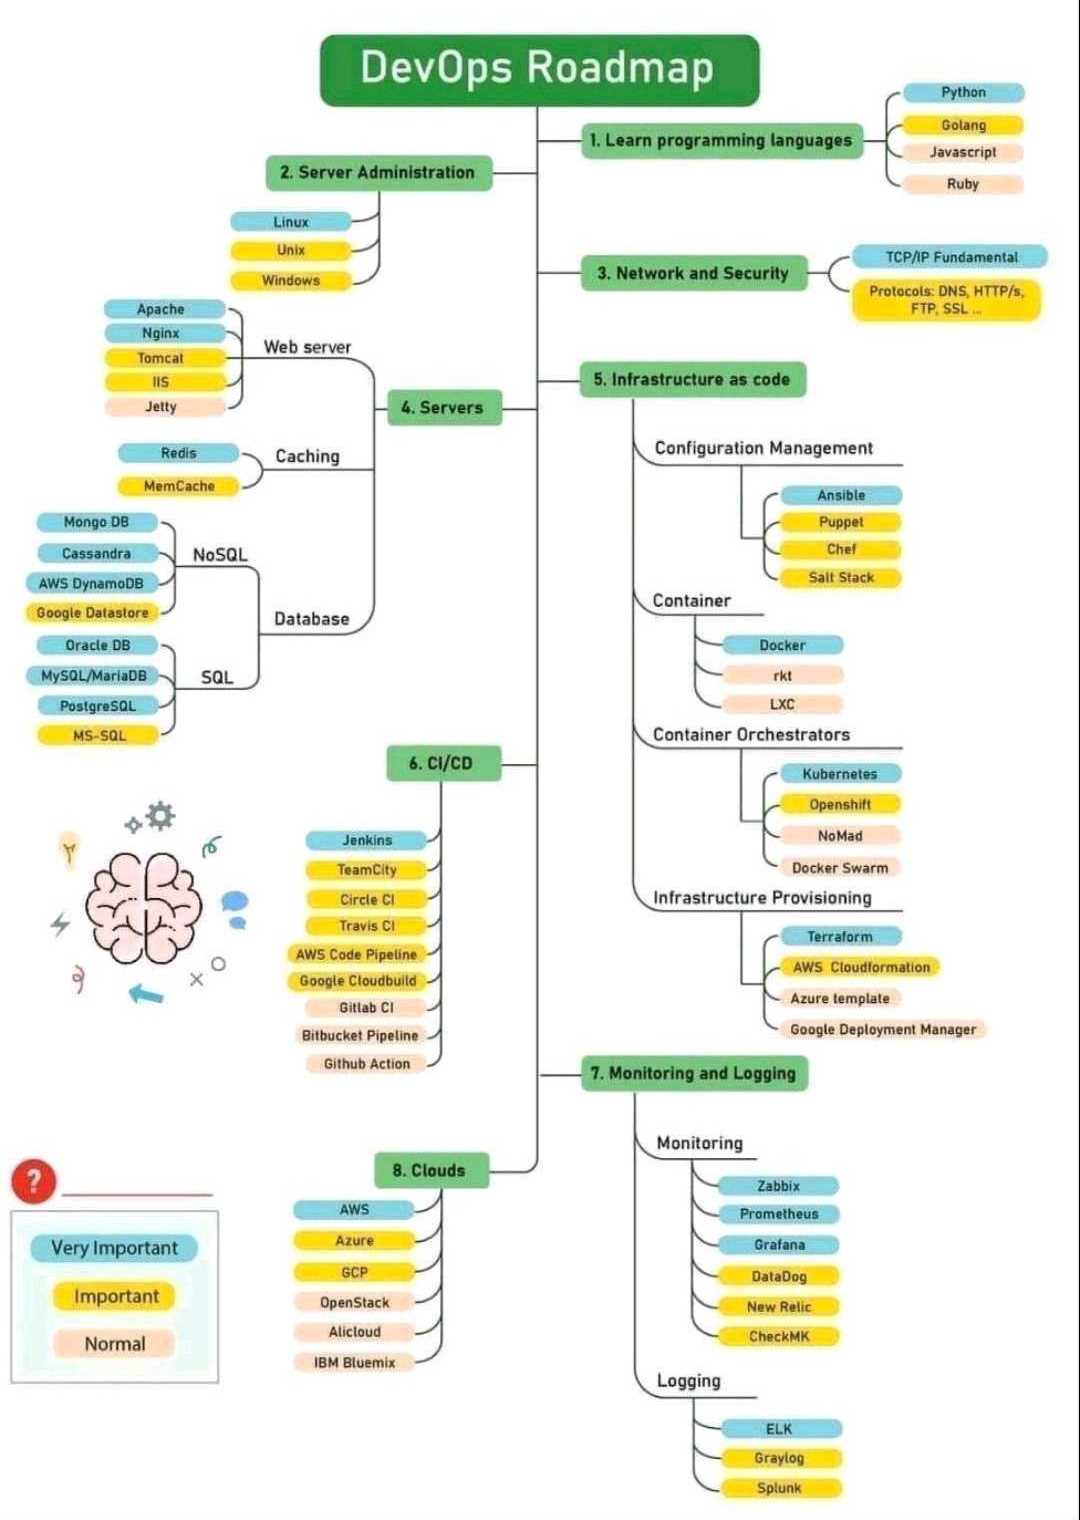 DevOps Roadmap
1. Learn programming languages
Python
Golang
Javascript
Ruby
2. Server Administration
Linux
Unix
Windows
3. Network and Security
TCP/IP Fundamental
Protocols: DNS, HTTP/s,
FTP, SSL ...
4. Servers
Web server
Apache
Nginx
Tomcat
IIS
Jetty
Caching
Redis
MemCache
Database
NoSQL
Mongo DB
Cassandra
AWS DynamoDB
Google Datastore
SQL
Oracle DB
MySQL/MariaDB
PostgreSQL
MS-SQL
5. Infrastructure as code
Configuration Management
Ansible
Puppet
Chef
Salt Stack
Container
Docker
rkt
LXC
Container Orchestrators
Kubernetes
Openshift
NoMad
Docker Swarm
Infrastructure Provisioning
Terraform
AWS Cloudformation
Azure template
Google Deployment Manager
6. CI/CD
Jenkins
TeamCity
Circle CI
Travis CI
AWS Code Pipeline
Google Cloudbuild
Gitlab CI
Bitbucket Pipeline
Github Action
7. Monitoring and Logging
Monitoring
Zabbix
Prometheus
Grafana
DataDog
New Relic
CheckMK
Logging
ELK
Graylog
Splunk
8. Clouds
AWS
Azure
GCP
OpenStack
Alicloud
IBM Bluemix
?
Very Important
Important
Normal